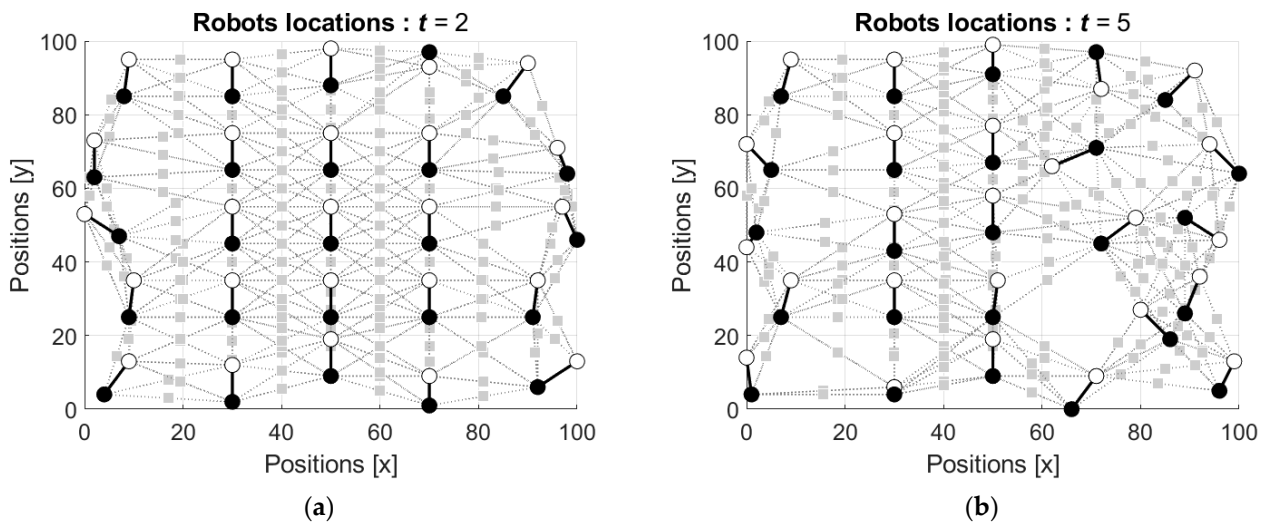 Robots locations : t = 2
100
80
60
40
20
0
Positions [y]
0 20 40 60 80 100
Positions [x]
(a)
Robots locations : t = 5
100
80
60
40
20
0
Positions [y]
0 20 40 60 80 100
Positions [x]
(b)